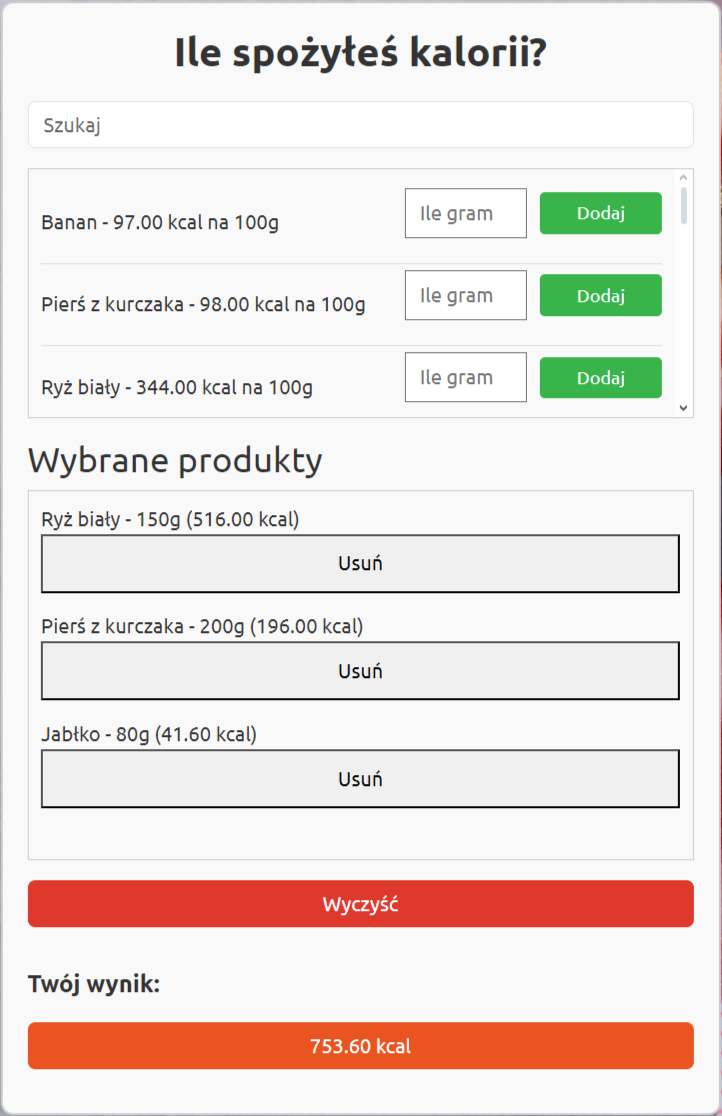 Ile spożyłeś kalorii?
Szukaj
Banan - 97.00 kcal na 100g
Ile gram
Dodaj
Pierś z kurczaka - 98.00 kcal na 100g
Ile gram
Dodaj
Ryż biały - 344.00 kcal na 100g
Ile gram
Dodaj
Wybrane produkty
Ryż biały - 150g (516.00 kcal)
Usuń
Pierś z kurczaka - 200g (196.00 kcal)
Usuń
Jabłko - 80g (41.60 kcal)
Usuń
Wyczyść
Twój wynik:
753.60 kcal